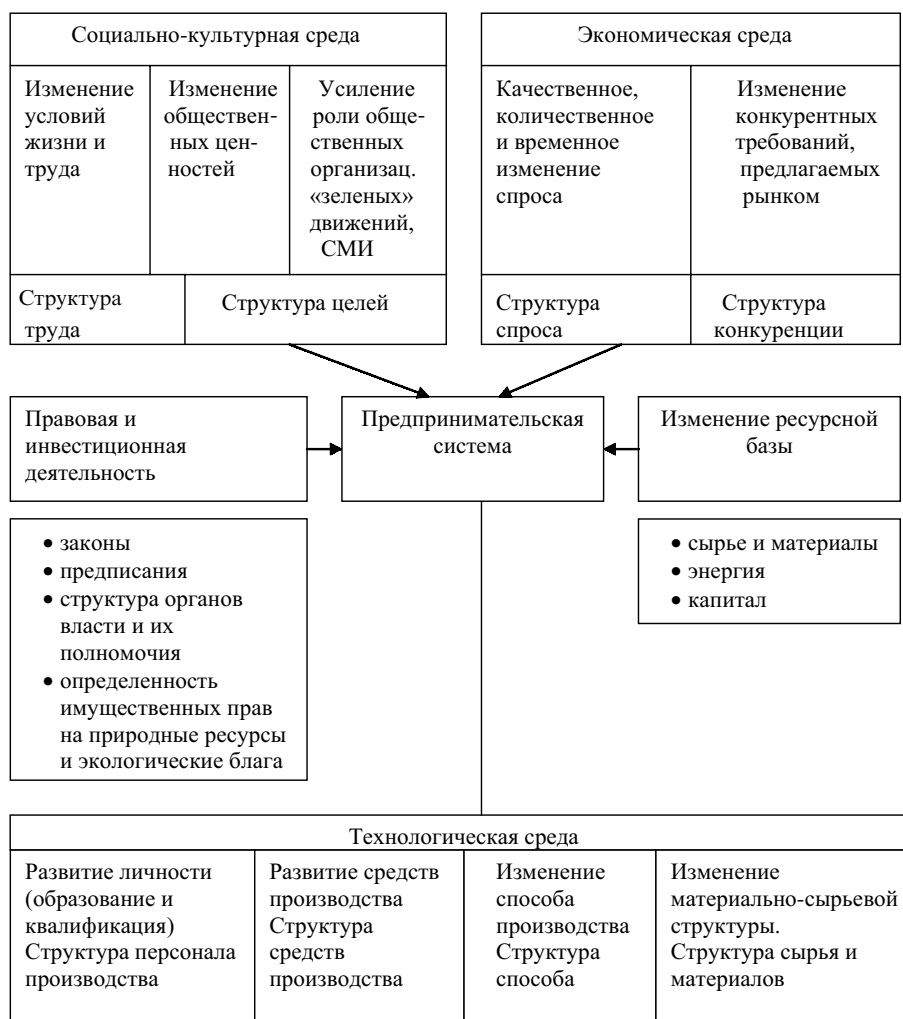 Социально-культурная среда
Изменение
условий
жизни и
труда
Изменение
обществен-
ных цен-
ностей
Усиление
роли обще-
ственных
организац.
«зеленых»
движений,
СМИ
Структура
труда
Структура целей
Экономическая среда
Качественное,
количественное
и временное
изменение
спроса
Изменение
конкурентных
требований,
предлагаемых
рынком
Структура
спроса
Структура
конкуренции
Правовая и
инвестиционная
деятельность
Предпринимательская
система
Изменение ресурсной
базы
• законы
• предписания
• структура органов
власти и их
полномочия
• определенность
имущественных прав
на природные ресурсы
и экологические блага
• сырье и материалы
• энергия
• капитал
Технологическая среда
Развитие личности
(образование и
квалификация)
Структура персонала
производства
Развитие средств
производства
Структура
средств
производства
Изменение
способа
производства
Структура
способа
Изменение
материально-сырьевой
структуры.
Структура сырья и
материалов